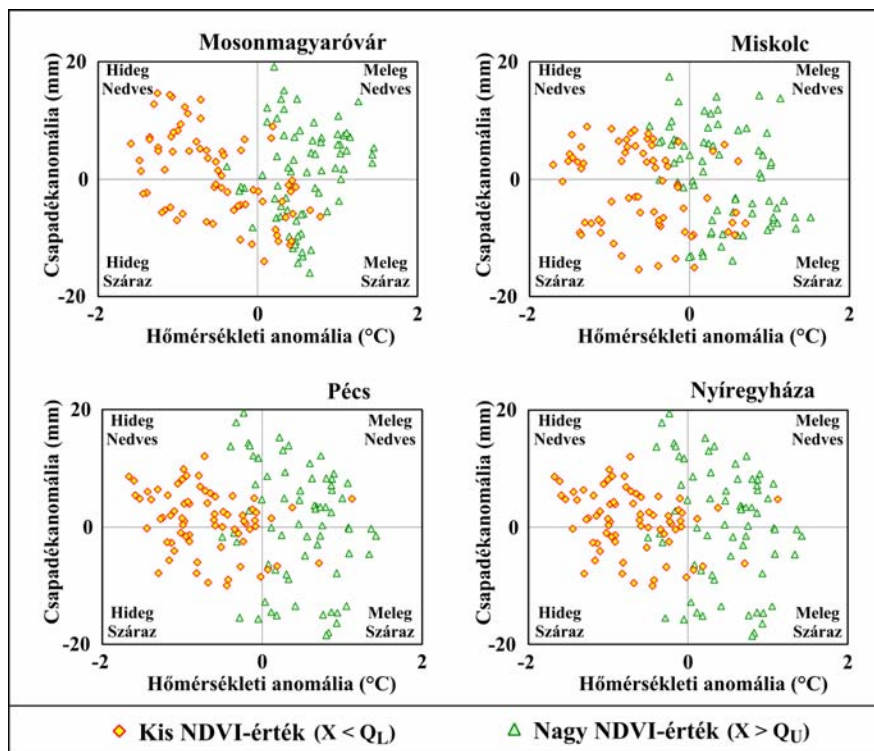 Mosonmagyaróvár
20
Hideg
Nedves
Meleg
Nedves
Csapadékanomália (mm)
0
Hideg
Száraz
Meleg
Száraz
-20
-2
0
2
Hőmérsékleti anomália (°C)
Miskolc
20
Hideg
Nedves
Meleg
Nedves
Csapadékanomália (mm)
0
Hideg
Száraz
Meleg
Száraz
-20
-2
0
2
Hőmérsékleti anomália (°C)
Pécs
20
Hideg
Nedves
Meleg
Nedves
Csapadékanomália (mm)
0
Hideg
Száraz
Meleg
Száraz
-20
-2
0
2
Hőmérsékleti anomália (°C)
Nyíregyháza
20
Hideg
Nedves
Meleg
Nedves
Csapadékanomália (mm)
0
Hideg
Száraz
Meleg
Száraz
-20
-2
0
2
Hőmérsékleti anomália (°C)
Kis NDVI-érték (X < QL)
Nagy NDVI-érték (X > QU)